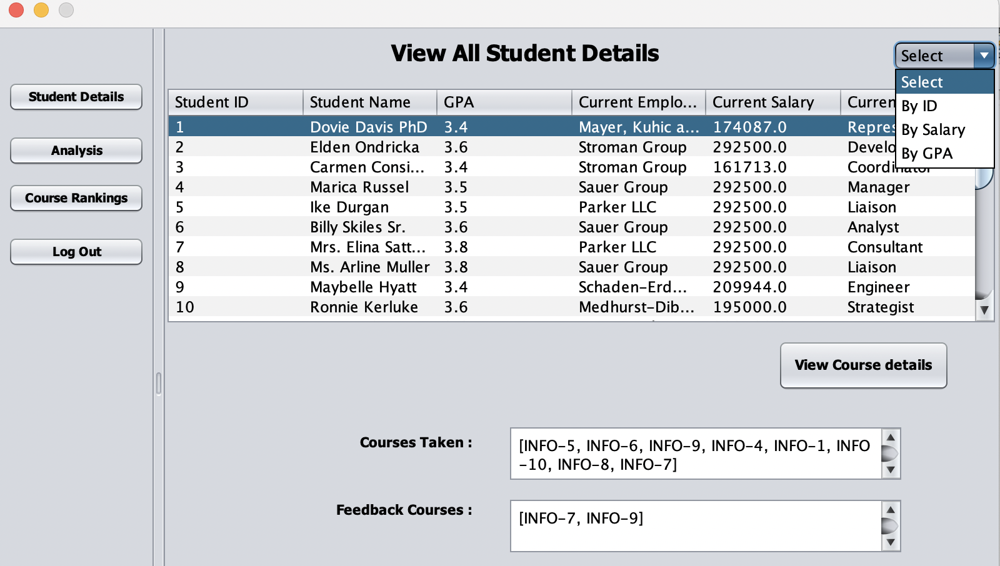 View All Student Details
Select
Select
By ID
By Salary
By GPA
Student Details
Analysis
Course Rankings
Log Out
Student ID Student Name GPA Current Emplo... Current Salary
1 Dovie Davis PhD 3.4 Mayer, Kuhic a... 174087.0
2 Elden Ondricka 3.6 Stroman Group 292500.0
3 Carmen Consi... 3.4 Stroman Group 161713.0 Coordinator
4 Marica Russel 3.5 Sauer Group 292500.0 Manager
5 Ike Durgan 3.5 Parker LLC 292500.0 Liaison
6 Billy Skiles Sr. 3.6 Sauer Group 292500.0 Analyst
7 Mrs. Elina Satt... 3.8 Parker LLC 292500.0 Consultant
8 Ms. Arline Muller 3.8 Sauer Group 292500.0 Liaison
9 Maybelle Hyatt 3.4 Schaden-Erd... 209944.0 Engineer
10 Ronnie Kerluke 3.6 Medhurst-Dib... 195000.0 Strategist
View Course details
Courses Taken :
[INFO-5, INFO-6, INFO-9, INFO-4, INFO-1, INFO
-10, INFO-8, INFO-7]
Feedback Courses :
[INFO-7, INFO-9]